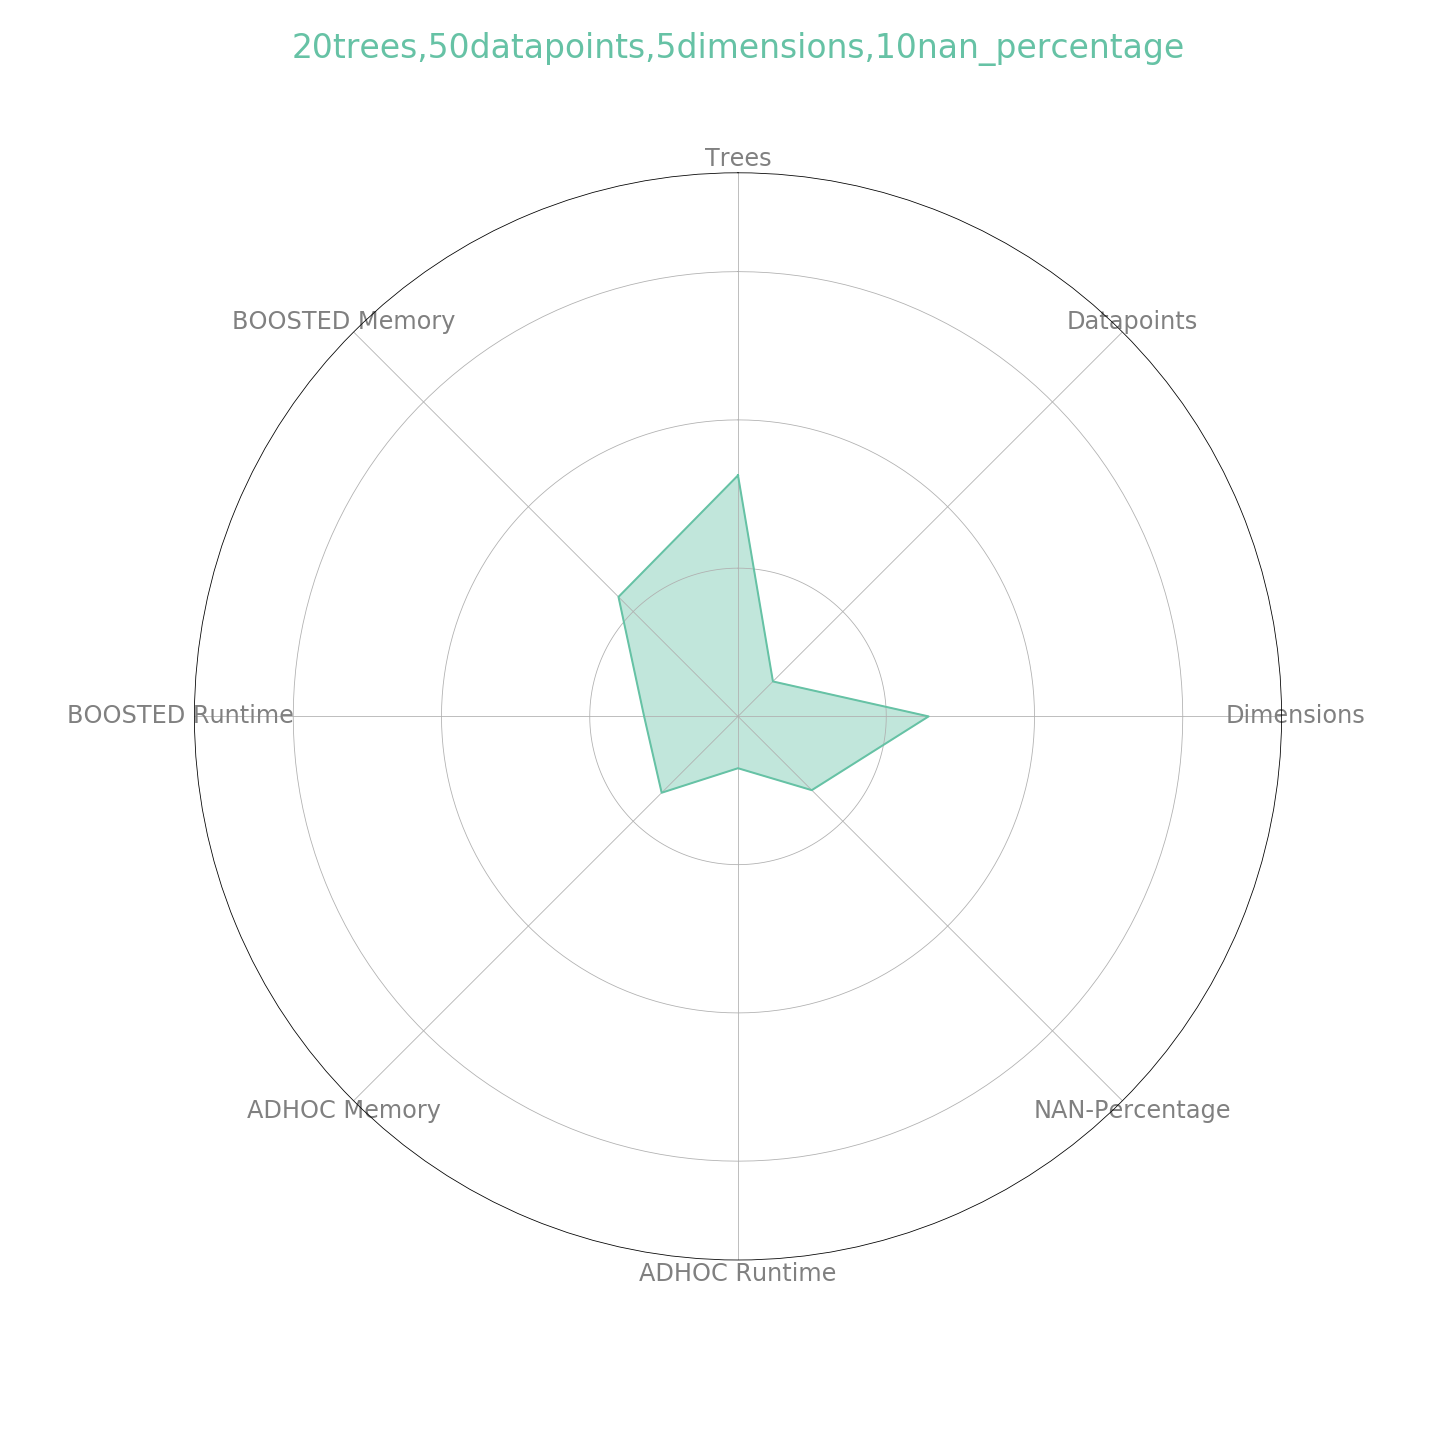 20trees,50datapoints,5dimensions,10nan_percentage
Trees
BOOSTED Memory
Datapoints
BOOSTED Runtime
Dimensions
ADHOC Memory
NAN-Percentage
ADHOC Runtime